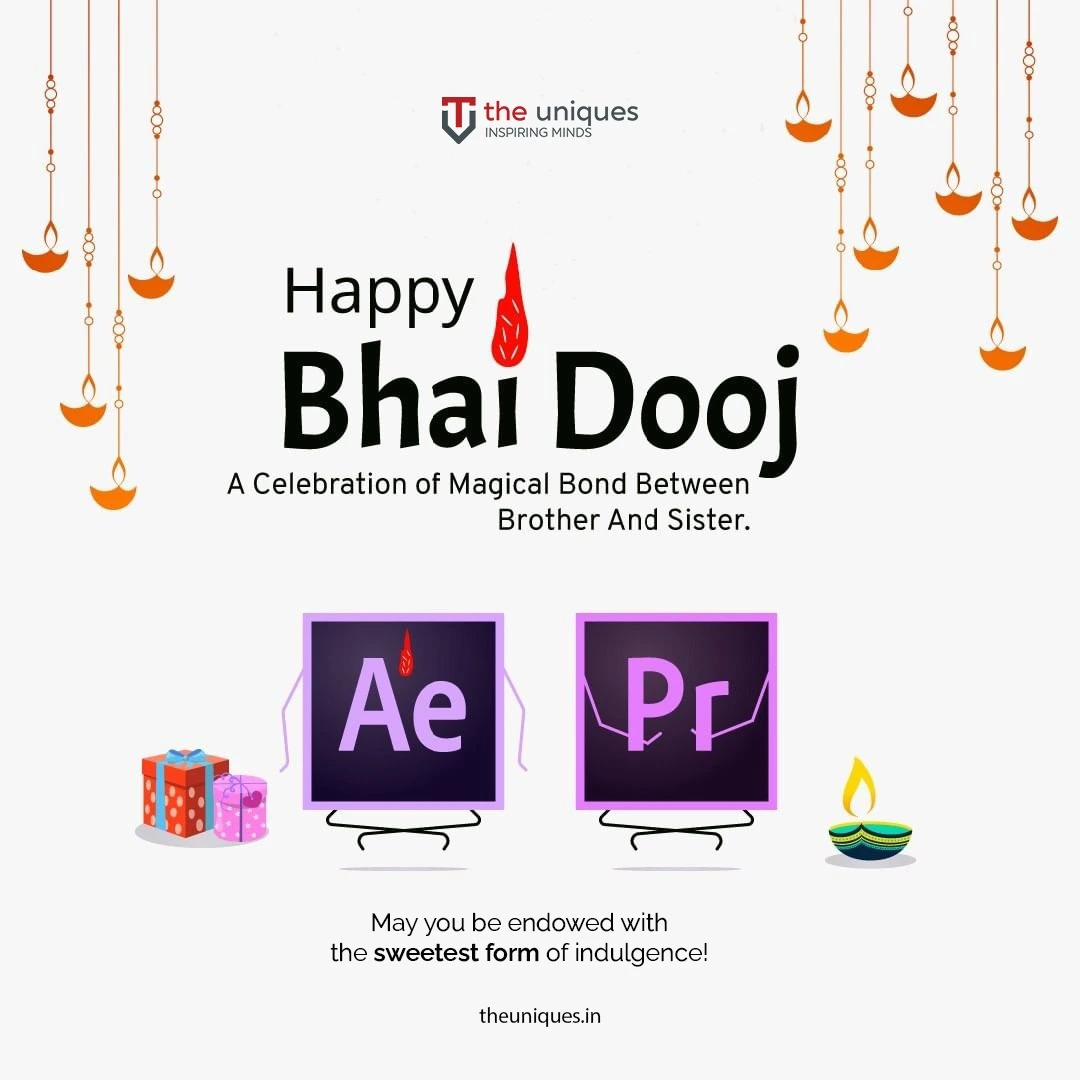 the uniques
INSPIRING MINDS
Happy
Bhai Dooj
A Celebration of Magical Bond Between
Brother And Sister.
Ae
Pr
May you be endowed with
the sweetest form of indulgence!
theuniques.in